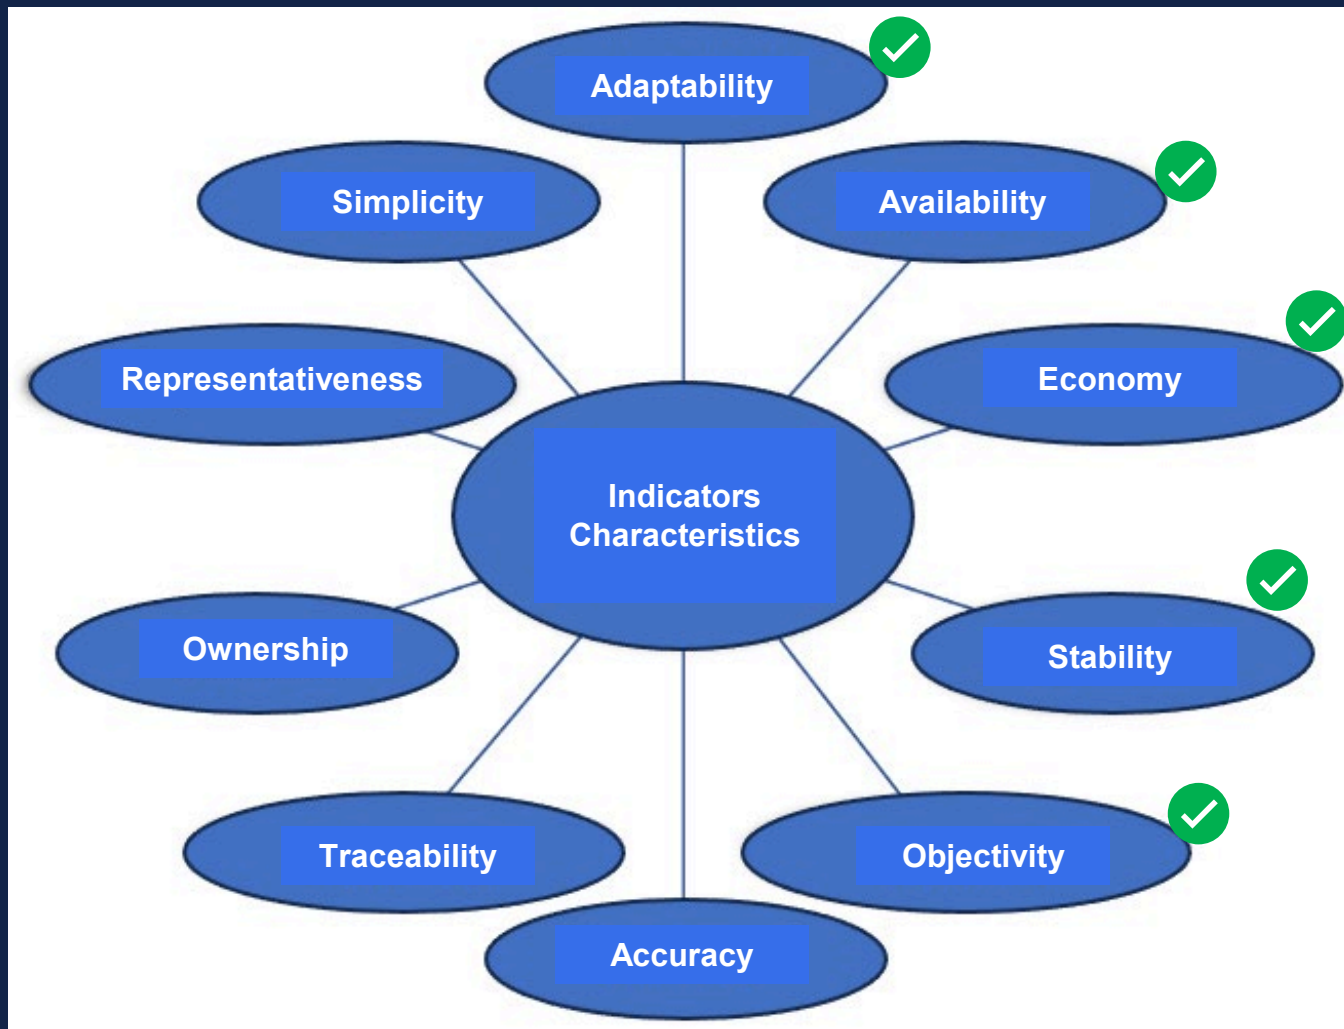 Adaptability
Simplicity
Availability
Representativeness
Economy
Indicators
Characteristics
Ownership
Stability
Traceability
Objectivity
Accuracy